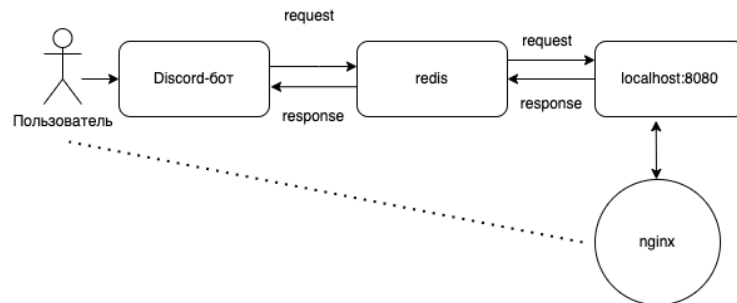 request
request
Discord-бот
redis
localhost:8080
response
response
Пользователь
nginx